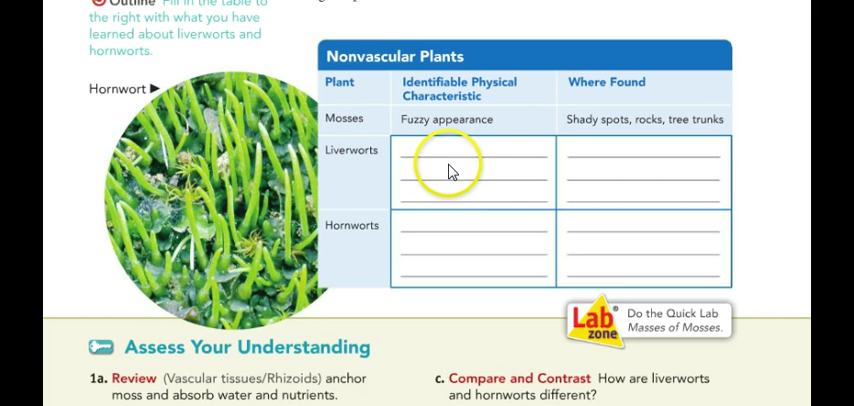 Outline Fill in the table to
the right with what you have
learned about liverworts and
hornworts.
Hornwort ►
Nonvascular Plants
Plant Identifiable Physical Characteristic Where Found
Mosses Fuzzy appearance Shady spots, rocks, tree trunks
Liverworts
Hornworts
Lab®
zone
Do the Quick Lab
Masses of Mosses.
Assess Your Understanding
1a. Review (Vascular tissues/Rhizoids) anchor
moss and absorb water and nutrients.
c. Compare and Contrast How are liverworts
and hornworts different?